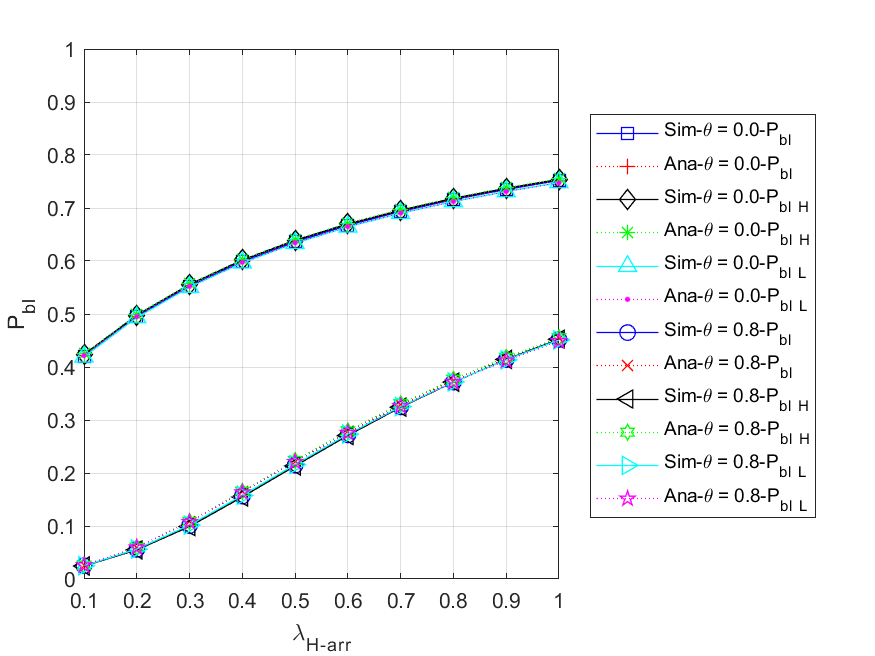 1
0.9
0.8
0.7
0.6
0.5
0.4
0.3
0.2
0.1
0
P_bl
0.1 0.2 0.3 0.4 0.5 0.6 0.7 0.8 0.9 1
λ_H-arr
Sim-θ = 0.0-P_bl
Ana-θ = 0.0-P_bl
Sim-θ = 0.0-P_bl H
Ana-θ = 0.0-P_bl H
Sim-θ = 0.0-P_bl L
Ana-θ = 0.0-P_bl L
Sim-θ = 0.8-P_bl
Ana-θ = 0.8-P_bl
Sim-θ = 0.8-P_bl H
Ana-θ = 0.8-P_bl H
Sim-θ = 0.8-P_bl L
Ana-θ = 0.8-P_bl L